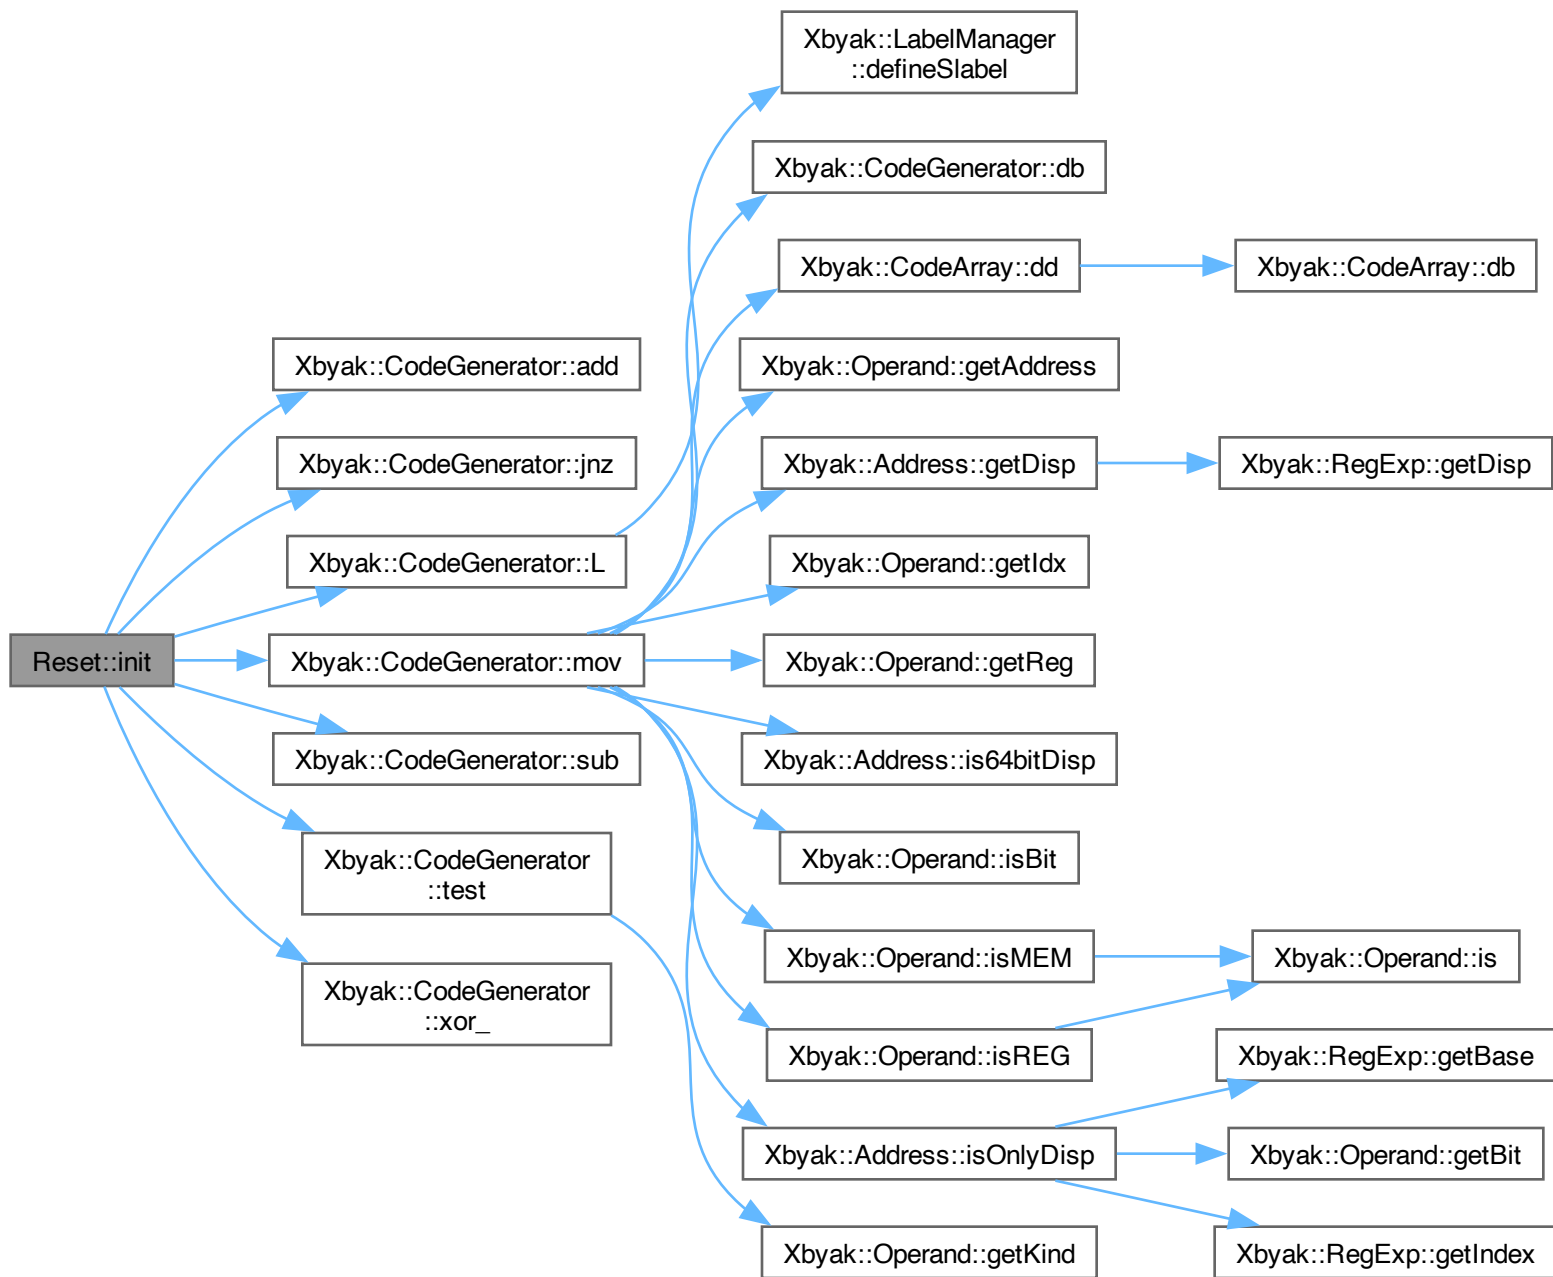 Xbyak::LabelManager
::defineSlabel
Xbyak::CodeGenerator::db
Xbyak::CodeArray::dd
Xbyak::CodeArray::db
Xbyak::CodeGenerator::add
Xbyak::Operand::getAddress
Xbyak::CodeGenerator::jnz
Xbyak::Address::getDisp
Xbyak::RegExp::getDisp
Xbyak::CodeGenerator::L
Xbyak::Operand::getIdx
Reset::init
Xbyak::CodeGenerator::mov
Xbyak::Operand::getReg
Xbyak::CodeGenerator::sub
Xbyak::Address::is64bitDisp
Xbyak::CodeGenerator
::test
Xbyak::Operand::isBit
Xbyak::Operand::isMEM
Xbyak::Operand::is
Xbyak::CodeGenerator
::xor_
Xbyak::Operand::isREG
Xbyak::RegExp::getBase
Xbyak::Address::isOnlyDisp
Xbyak::Operand::getBit
Xbyak::Operand::getKind
Xbyak::RegExp::getIndex